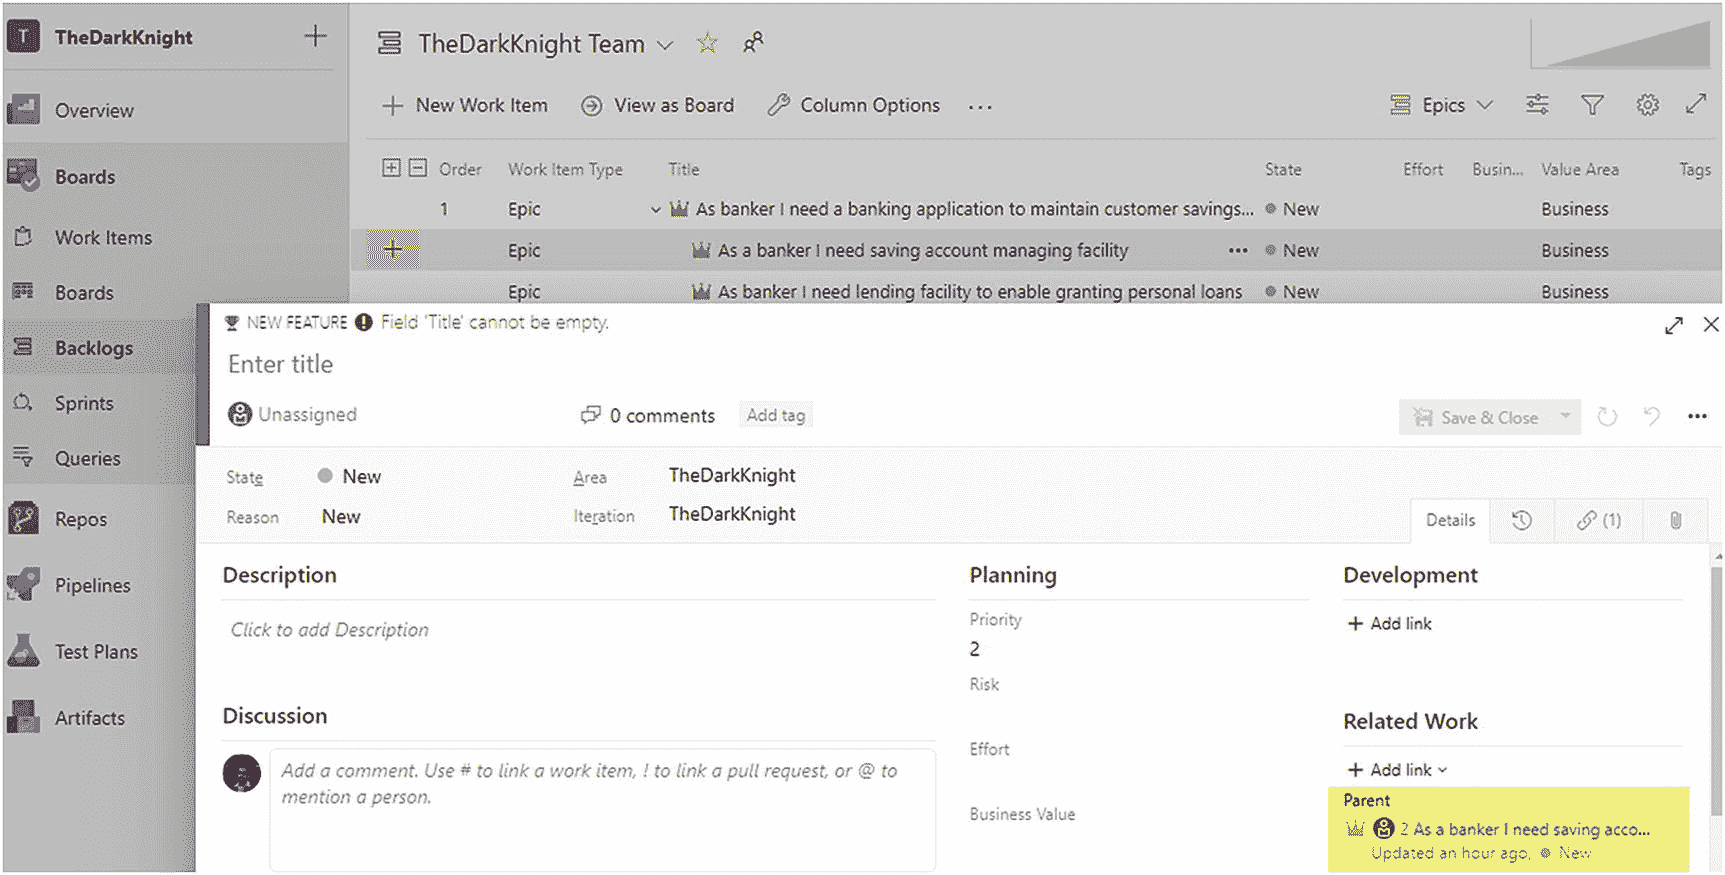 T TheDarkKnight
Overview
Boards
Work Items
Boards
Backlogs
Sprints
Queries
Repos
Pipelines
Test Plans
Artifacts
TheDarkKnight Team
New Work Item View as Board Column Options ... Epics
Order Work Item Type Title State Effort Busin... Value Area Tags
1 Epic As banker I need a banking application to maintain customer savings... New Business
Epic As a banker I need saving account managing facility ... New Business
Epic As banker I need lending facility to enable granting personal loans New Business
NEW FEATURE Field 'Title' cannot be empty.
Enter title
Unassigned 0 comments Add tag Save & Close ...
State New Area TheDarkKnight
Reason New Iteration TheDarkKnight
Details (1)
Description
Click to add Description
Discussion
Add a comment. Use # to link a work item, ! to link a pull request, or @ to
mention a person.
Planning
Priority
2
Risk
Effort
Business Value
Development
+ Add link
Related Work
+ Add link
Parent
2 As a banker I need saving acco...
Updated an hour ago, New